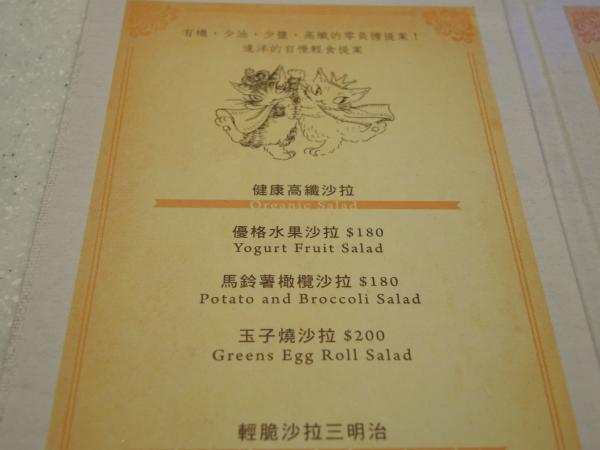 有機、少油、少鹽、高纖的零負擔提案！
遠洋的自慢輕食提案
健康高纖沙拉
Organic Salad
優格水果沙拉 $180
Yogurt Fruit Salad
馬鈴薯橄欖沙拉 $180
Potato and Broccoli Salad
玉子燒沙拉 $200
Greens Egg Roll Salad
輕脆沙拉三明治